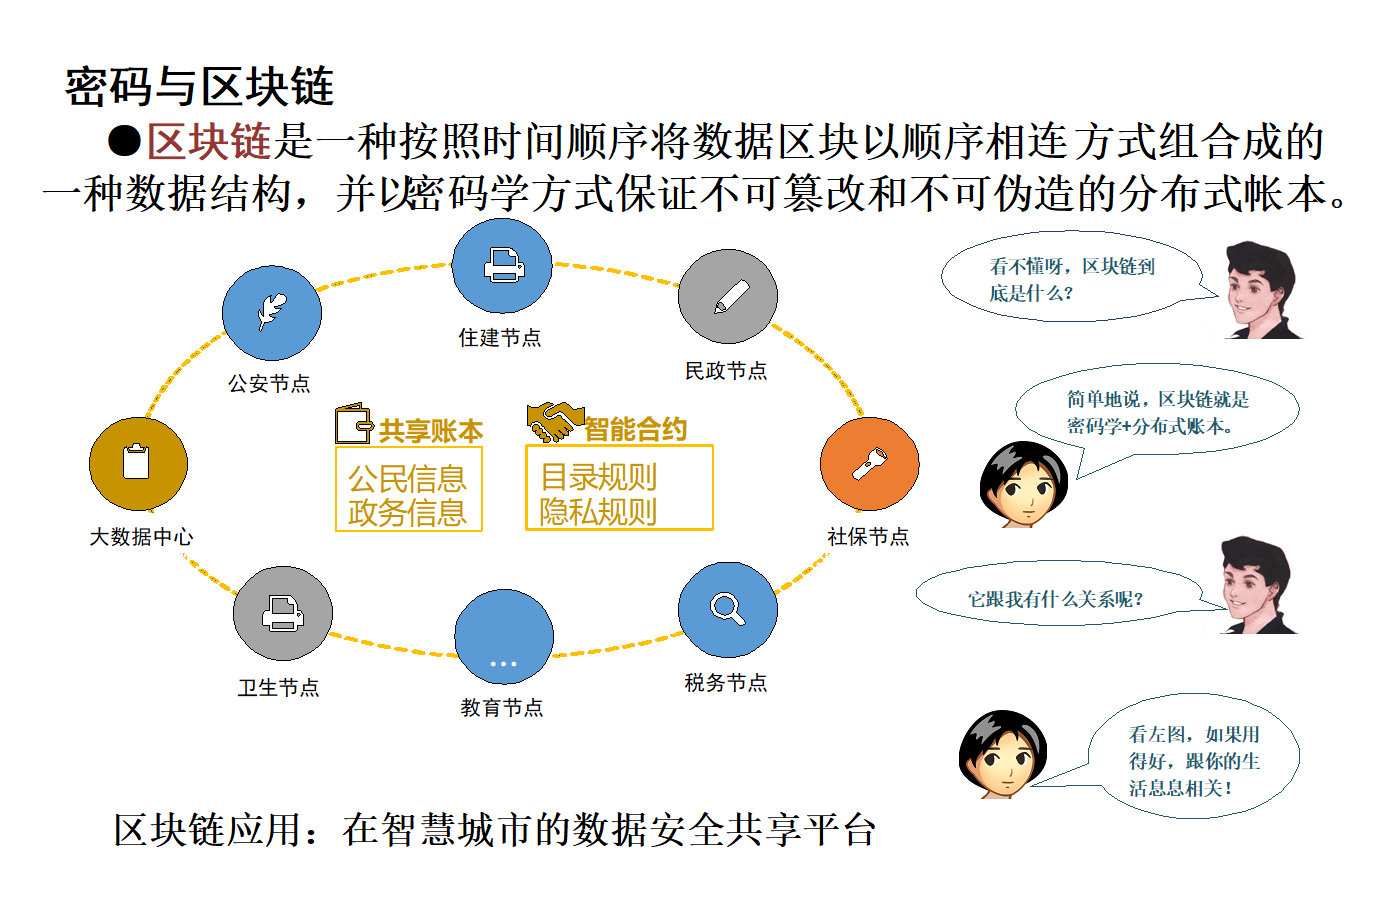 密码与区块链
●区块链是一种按照时间顺序将数据区块以顺序相连方式组合成的
一种数据结构，并以密码学方式保证不可篡改和不可伪造的分布式帐本。
住建节点
公安节点
民政节点
大数据中心
共享账本
公民信息
政务信息
智能合约
目录规则
隐私规则
社保节点
卫生节点
教育节点
…
税务节点
看不懂呀，区块链到
底是什么？
简单地说，区块链就是
密码学+分布式账本。
它跟我有什么关系呢？
看左图，如果用
得好，跟你的生
活息息相关！
区块链应用：在智慧城市的数据安全共享平台